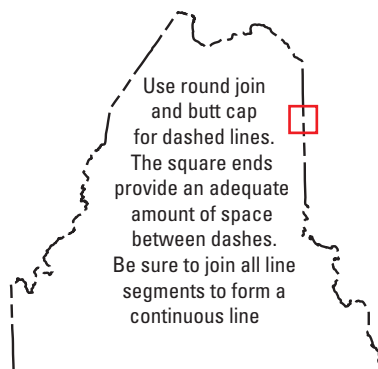 Use round join
and butt cap
for dashed lines.
The square ends
provide an adequate
amount of space
between dashes.
Be sure to join all line
segments to form a
continuous line